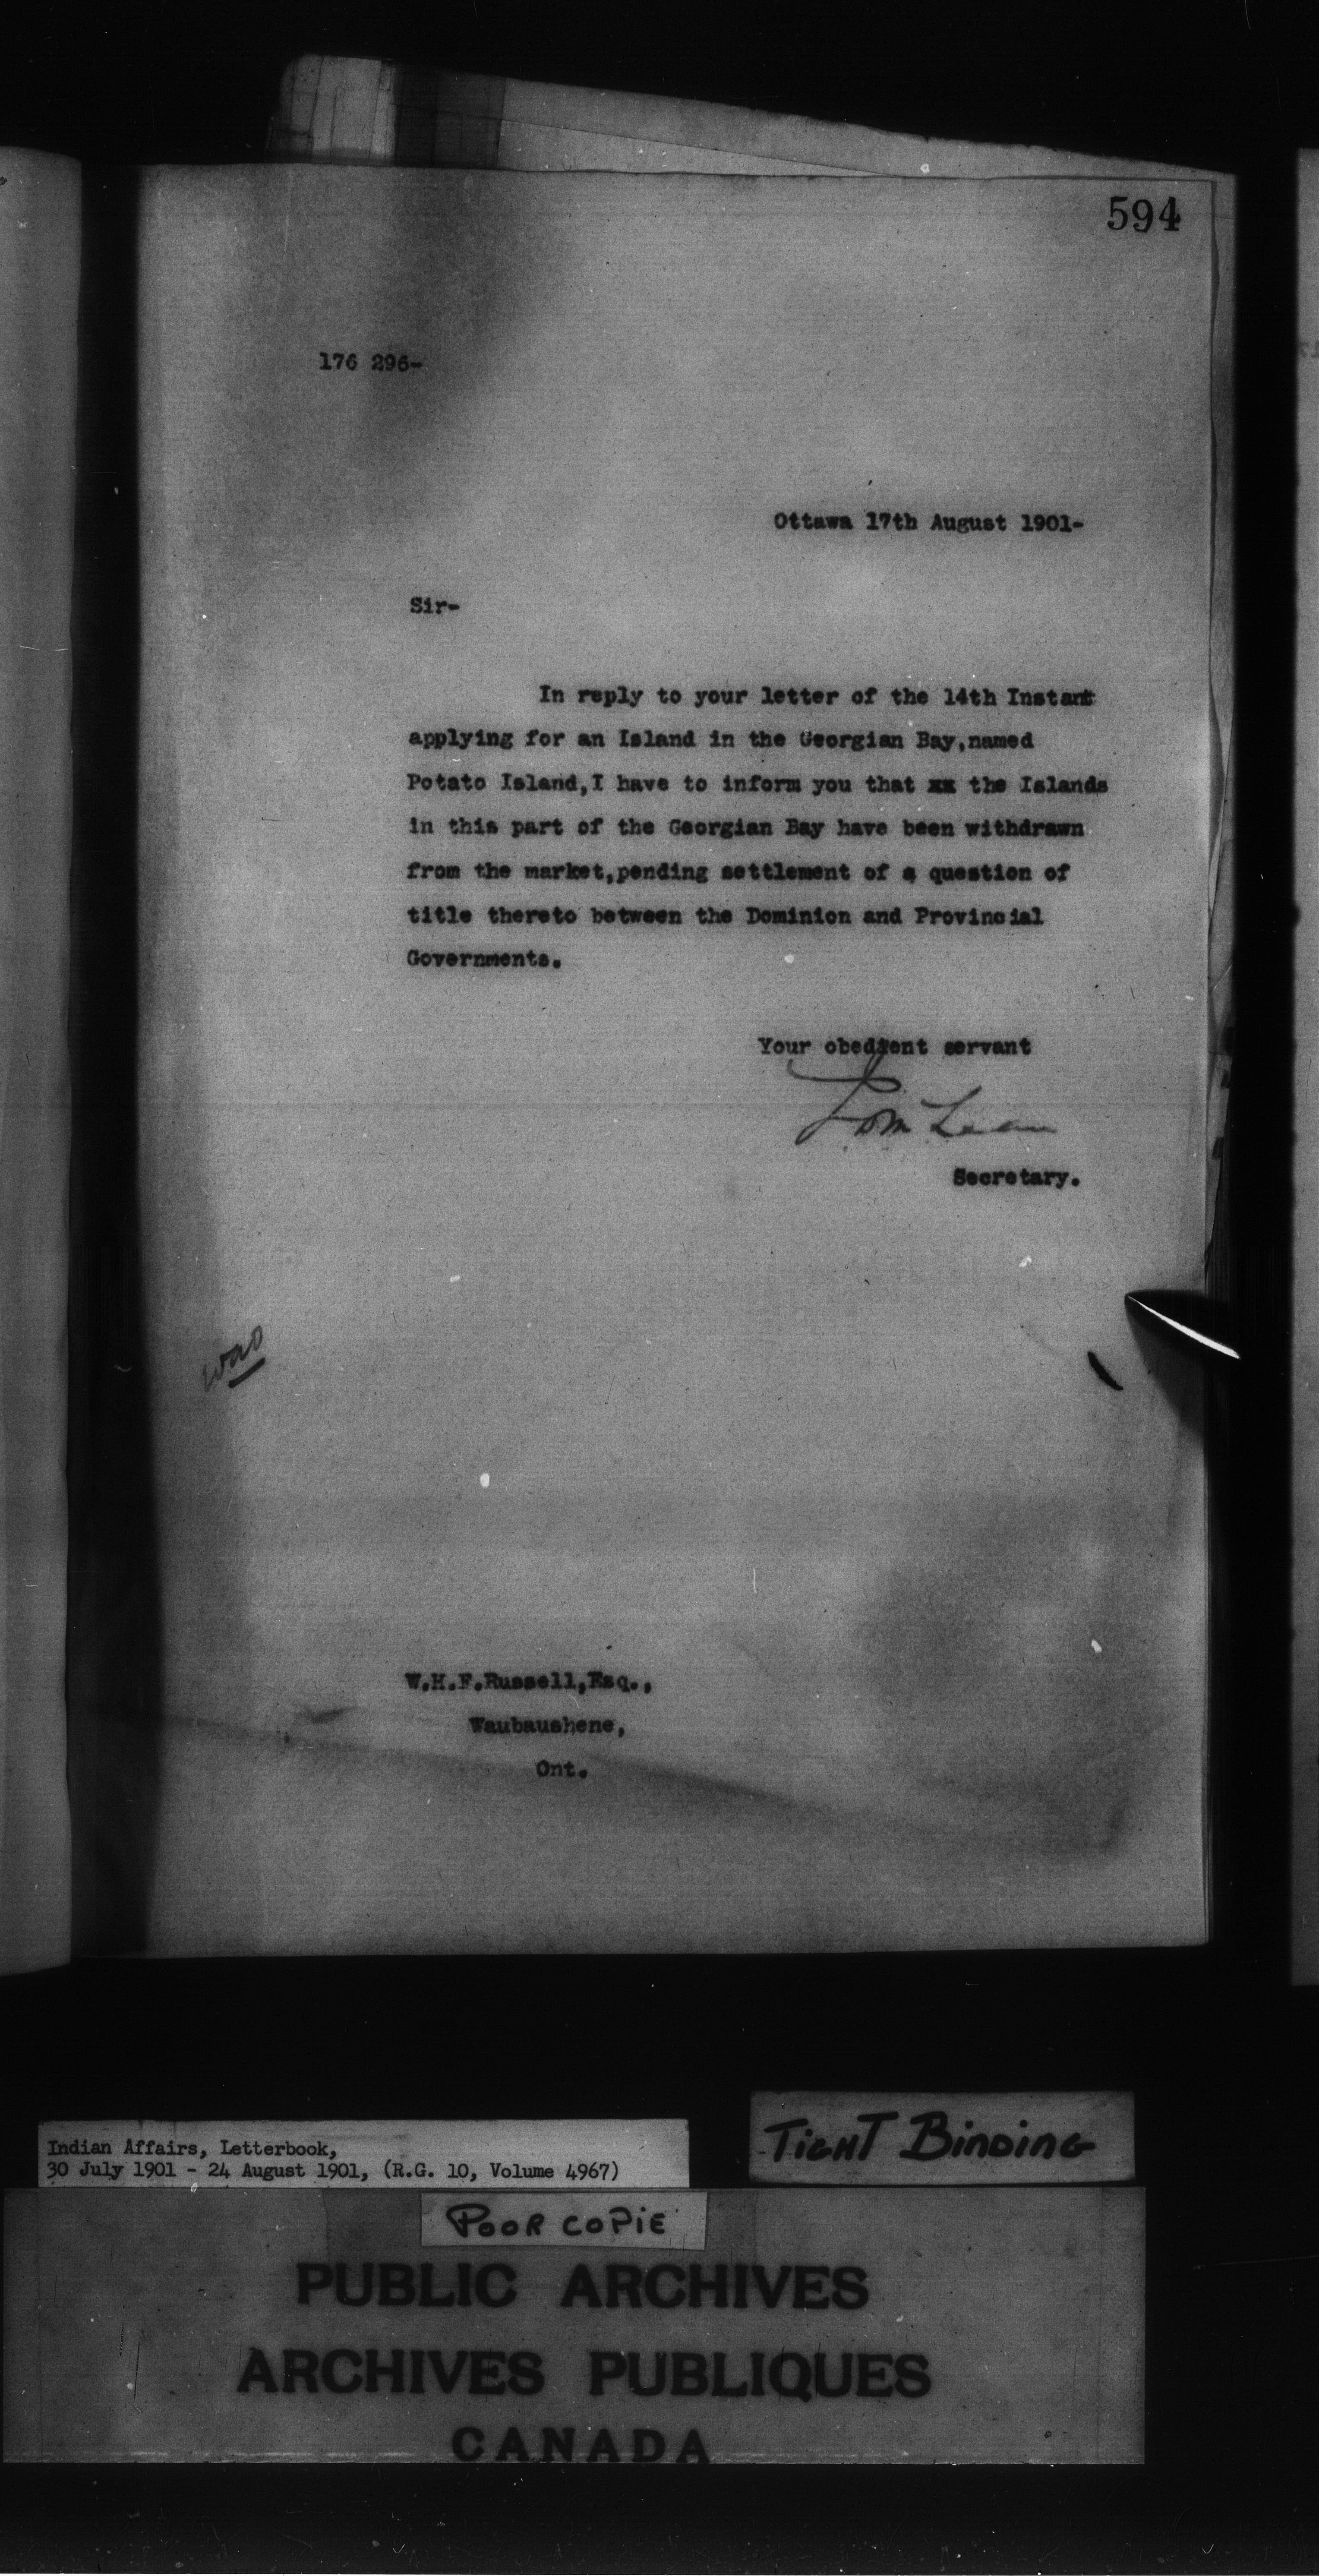 594
176 296-
Ottawa 17th August 1901-
Sir-
In reply to your letter of the 14th Instant
applying for an Island in the Georgian Bay,named
Potato Island,I have to inform you that xx the Islands
in this part of the Georgian Bay have been withdrawn
from the market,pending settlement of a question of
title thereto between the Dominion and Provincial
Governments.
Your obedient servant
Secretary.
W.H.F.Russell,Esq.,
Waubaushene,
Ont.
TIGHT BINDING
Indian Affairs, Letterbook,
30 July 1901 - 24 August 1901, (R.G. 10, Volume 4967)
POOR COPIE
PUBLIC ARCHIVES
ARCHIVES PUBLIQUES
CANADA